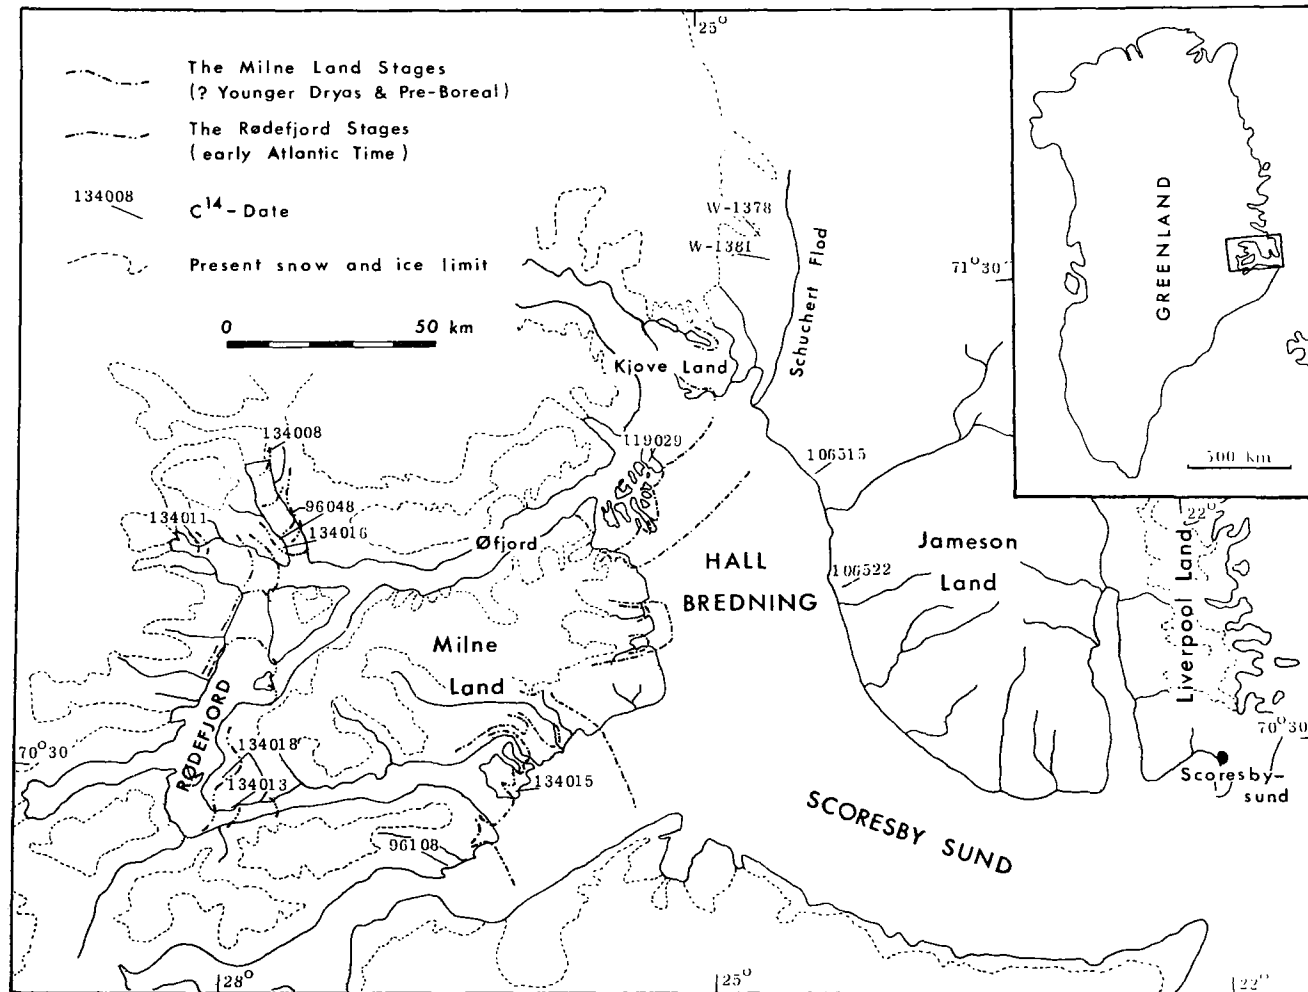 The Milne Land Stages
(? Younger Dryas & Pre-Boreal)
The Rødefjord Stages
(early Atlantic Time)
134008
C14-Date
Present snow and ice limit
0 50 km
25°
W-1378
W-1381
Schuchert Flod
71°30
GREENLAND
500 km
Kjove Land
134008
119029
106315
96048
134011
134016
Øfjord
HALL
BREDNING
106522
Jameson
Land
22°
Liverpool Land
Milne
Land
RØDEFJORD
70°30
134018
134013
134015
70°30
Scoresby-
sund
96108
SCORESBY SUND
28°
25°
22°